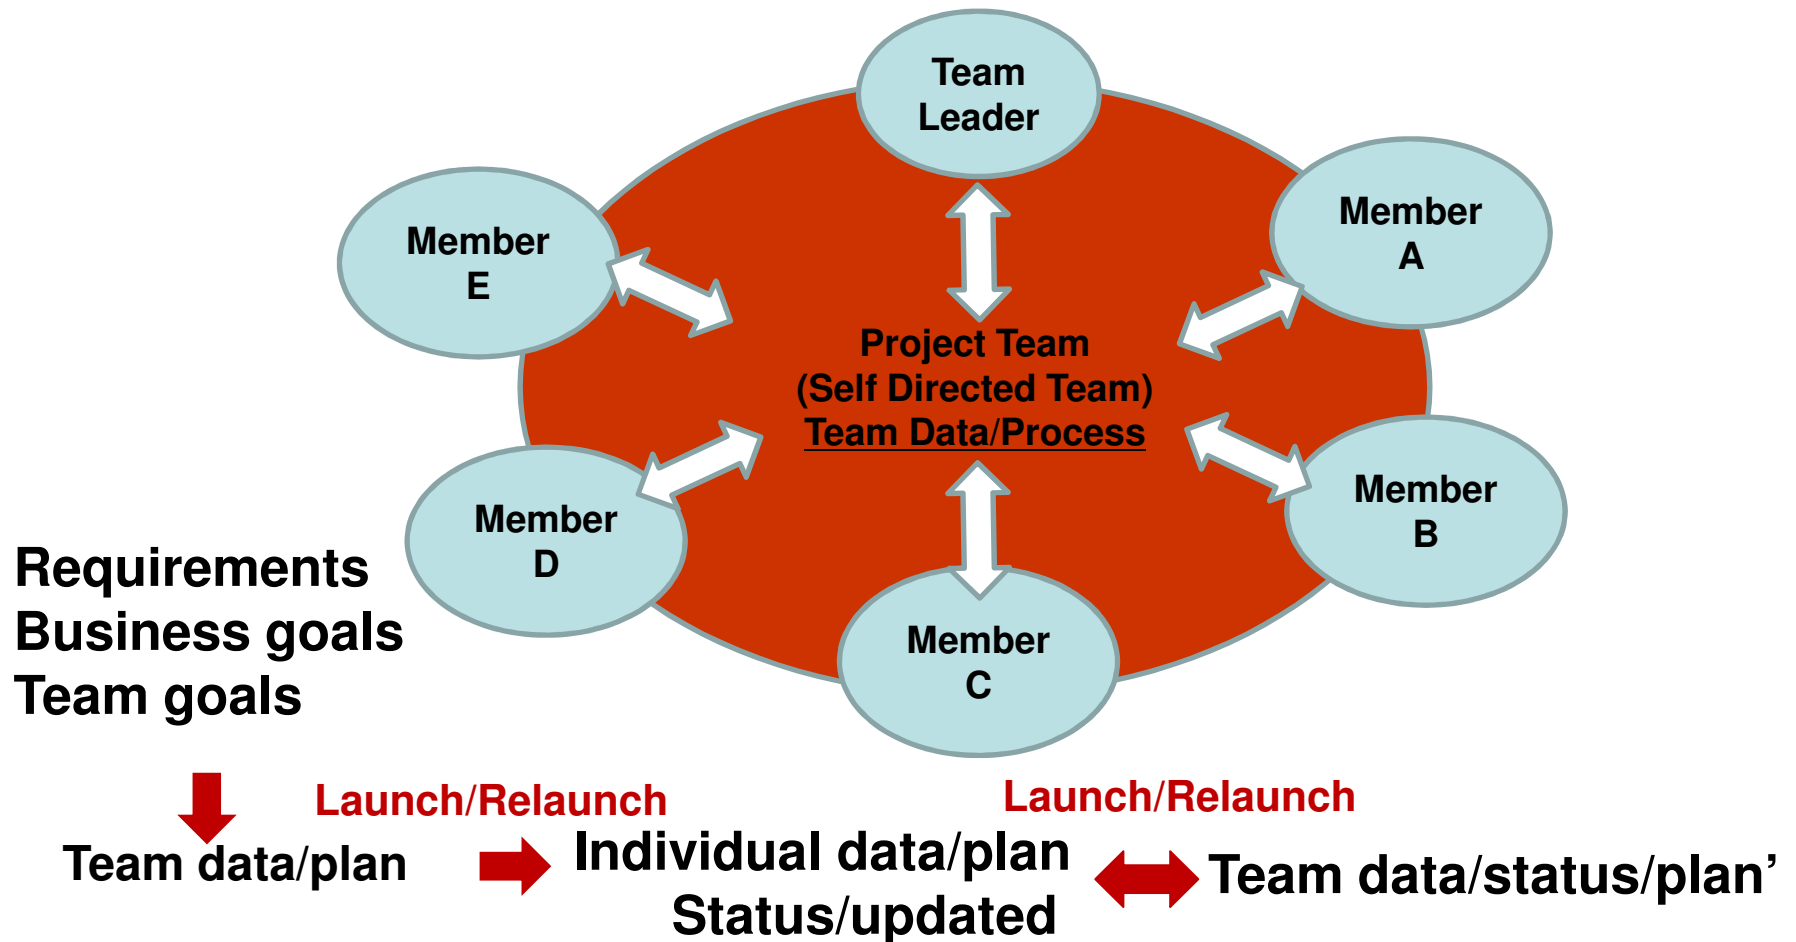 Team
Leader
Member
A
Member
E
Project Team
(Self Directed Team)
Team Data/Process
Member
B
Member
D
Member
C
Requirements
Business goals
Team goals
Launch/Relaunch
Launch/Relaunch
Team data/plan
Individual data/plan
Status/updated
Team data/status/plan’